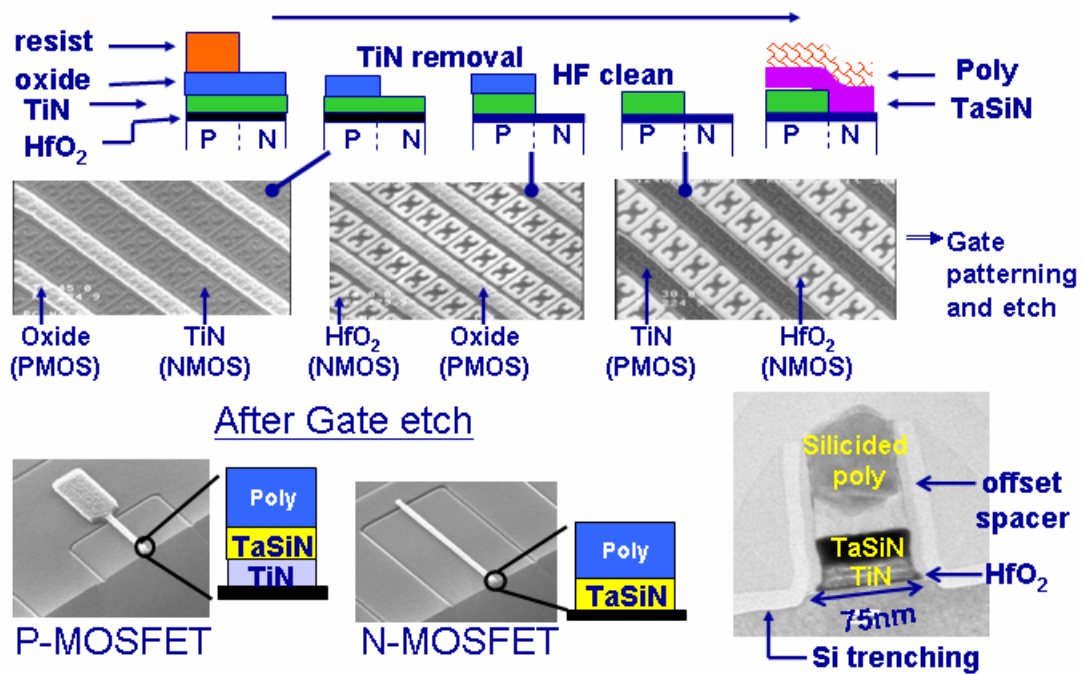 resist
oxide
TiN
HfO₂
TiN removal
HF clean
Poly
TaSiN
P N
P N
P N
P N
P N
Oxide
(PMOS)
TiN
(NMOS)
HfO₂
(NMOS)
Oxide
(PMOS)
TiN
(PMOS)
HfO₂
(NMOS)
⇒Gate
patterning
and etch
After Gate etch
Poly
TaSiN
TiN
P-MOSFET
Poly
TaSiN
N-MOSFET
Silicided
poly
offset
spacer
TaSiN
TiN
HfO₂
75nm
Si trenching